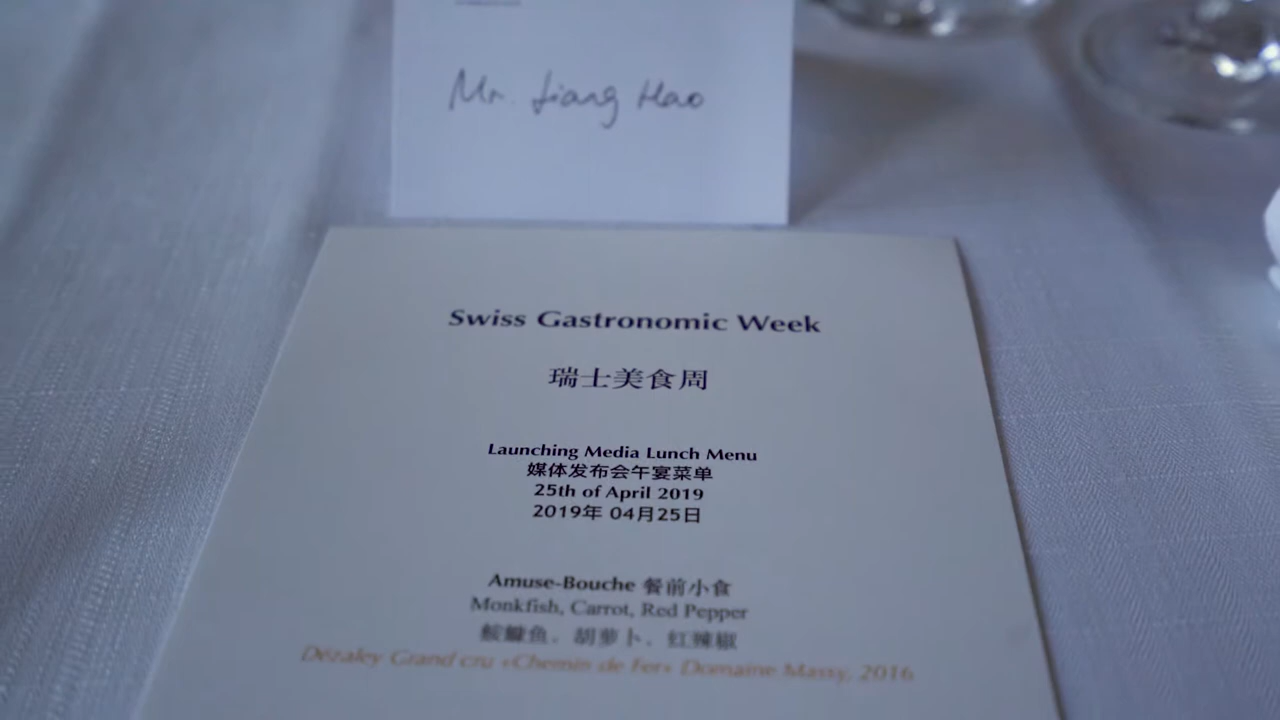 Mr. Jiang Hao
Swiss Gastronomic Week
瑞士美食周
Launching Media Lunch Menu
媒体发布会午宴菜单
25th of April 2019
2019年 04月25日
Amuse-Bouche 餐前小食
Monkfish, Carrot, Red Pepper
鮟鱇鱼、胡萝卜、红辣椒
Dézaley Grand cru «Chemin de Fer» Domaine Massy, 2016